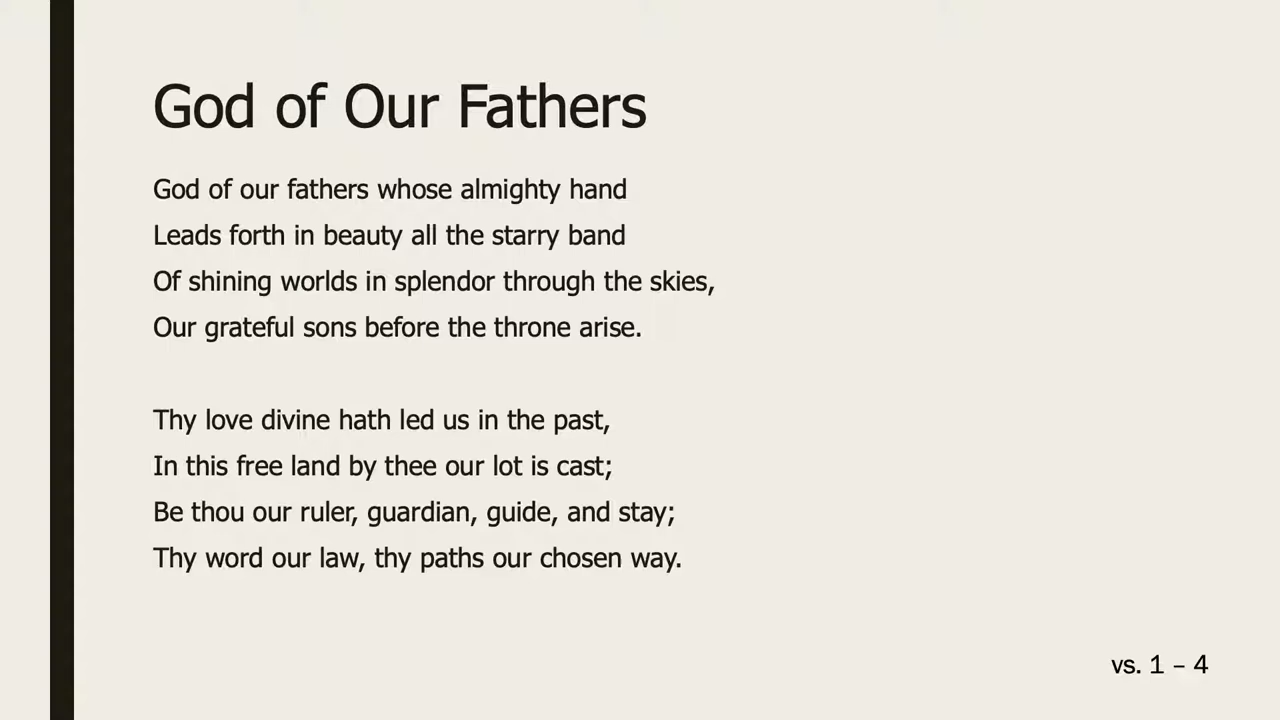 God of Our Fathers
God of our fathers whose almighty hand
Leads forth in beauty all the starry band
Of shining worlds in splendor through the skies,
Our grateful sons before the throne arise.
Thy love divine hath led us in the past,
In this free land by thee our lot is cast;
Be thou our ruler, guardian, guide, and stay;
Thy word our law, thy paths our chosen way.
vs. 1 – 4